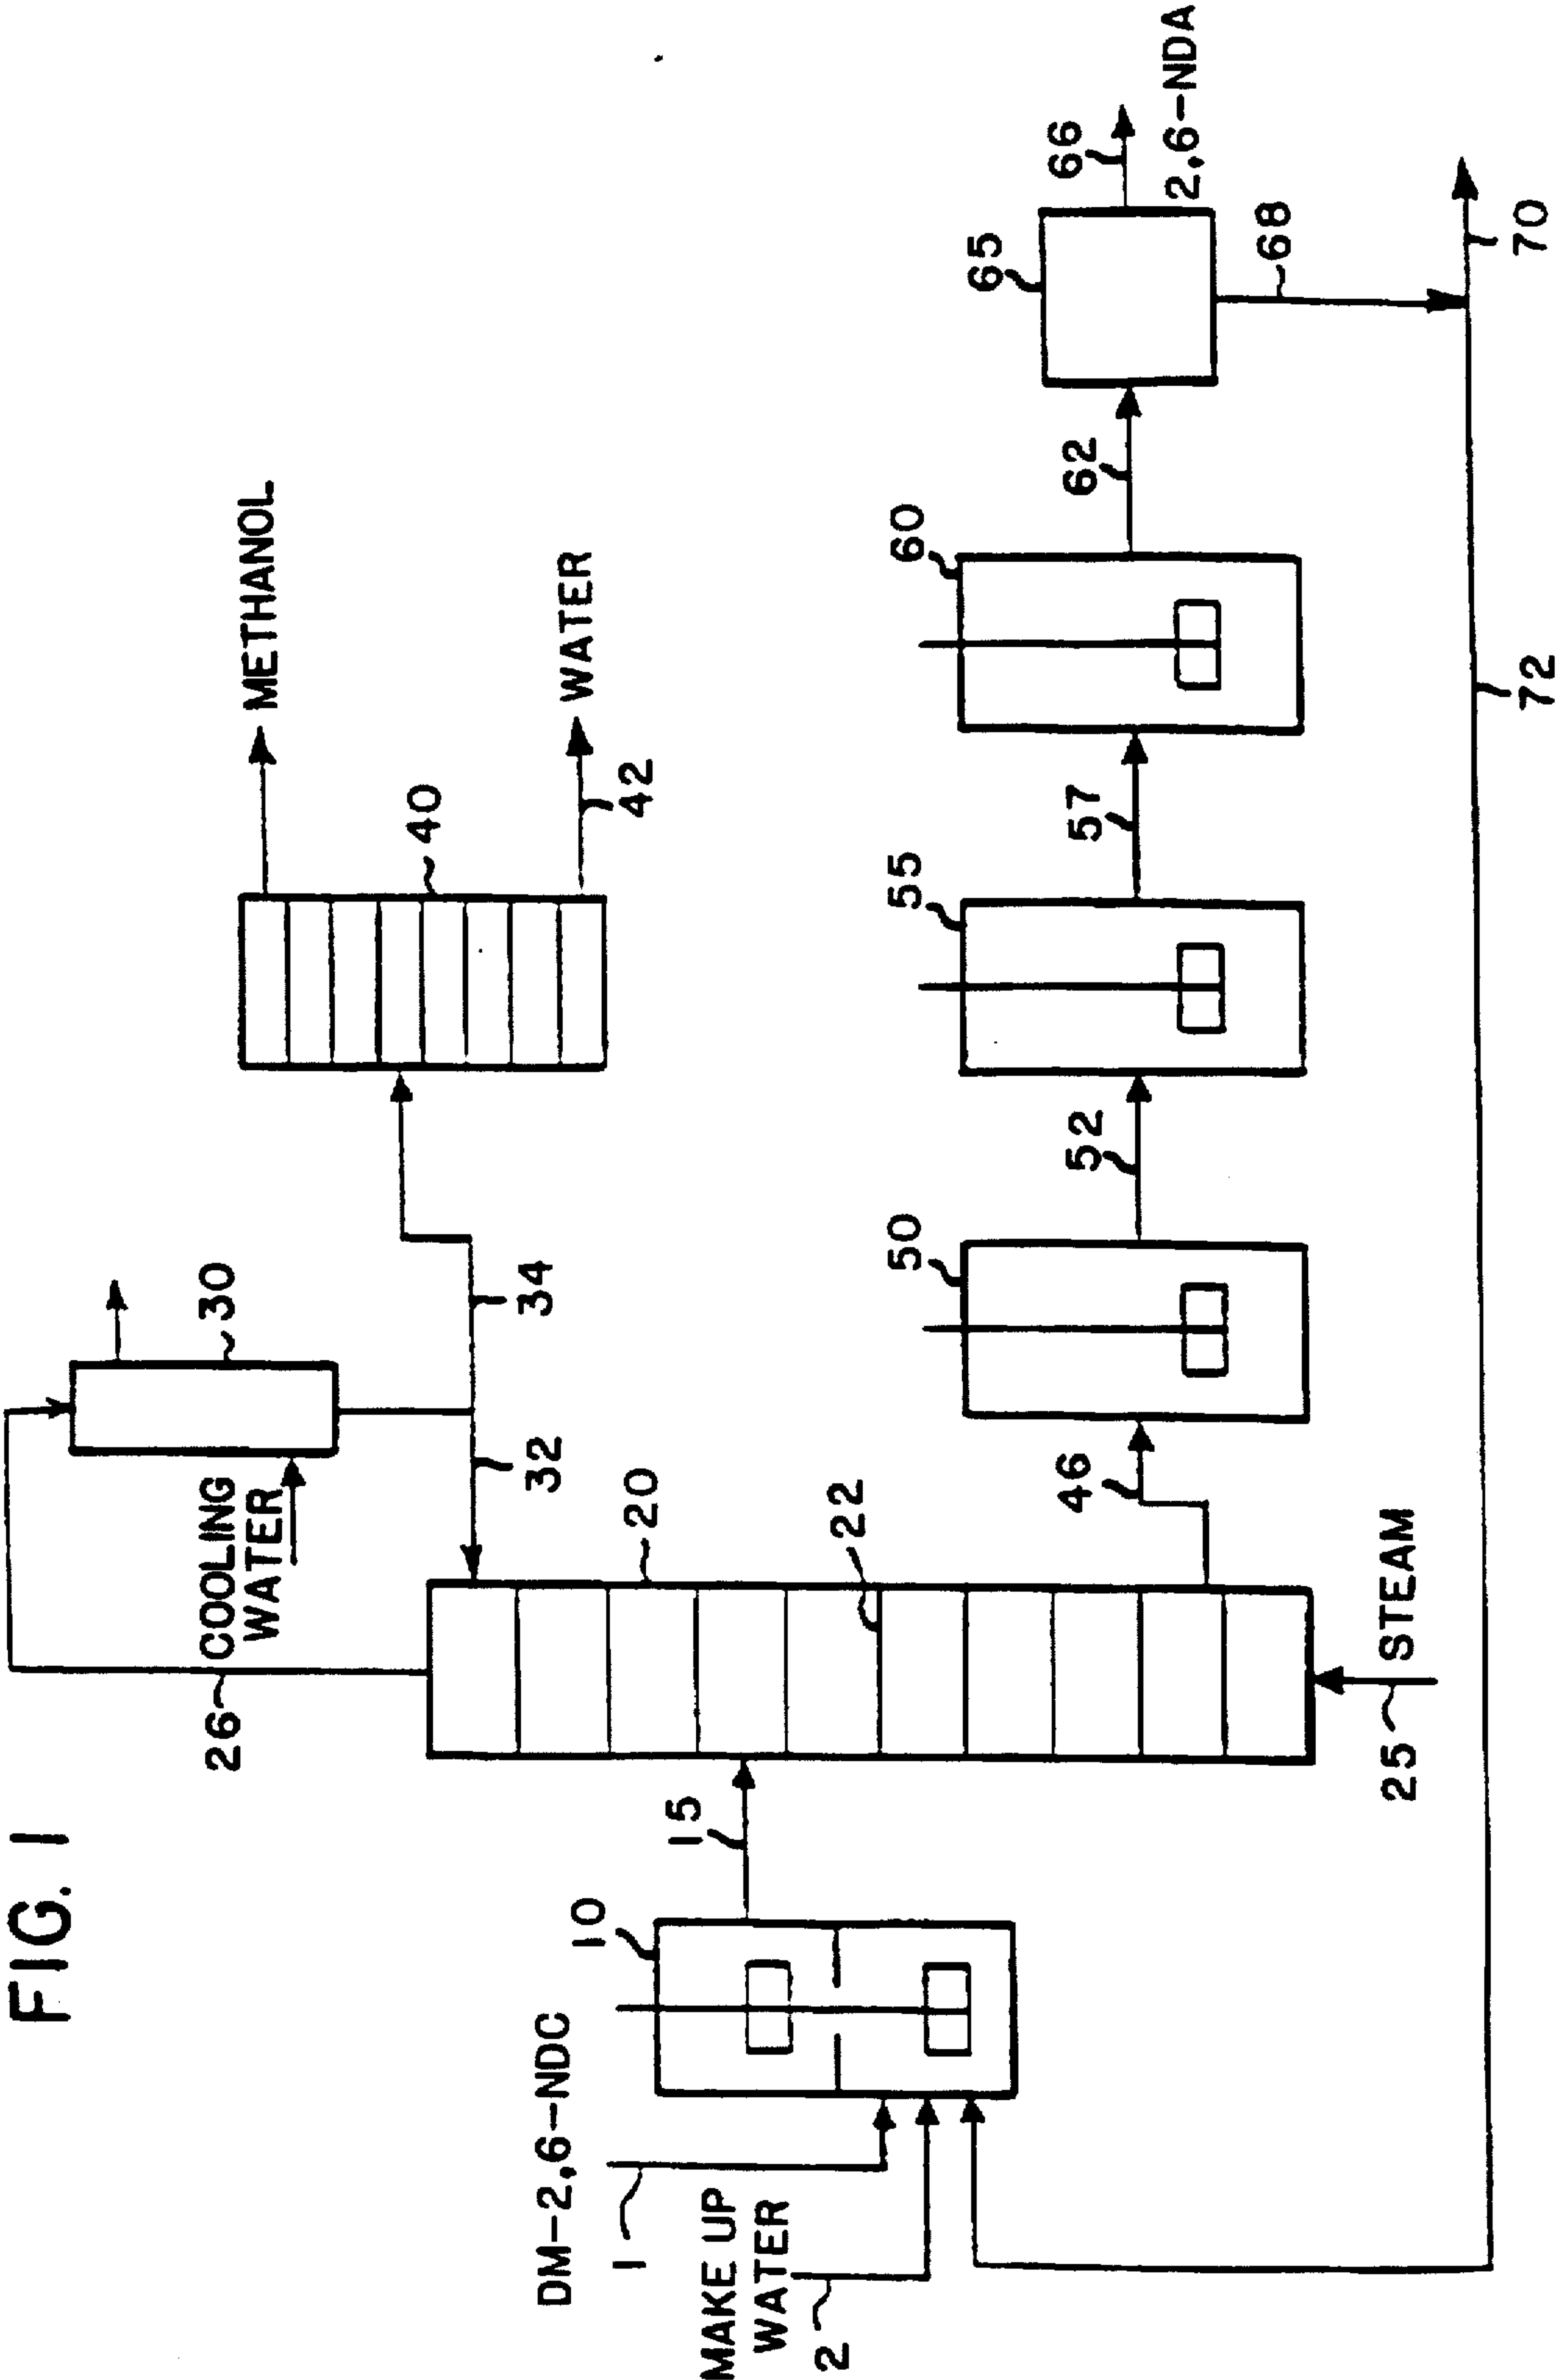 FIG. 1
26
COOLING
WATER
30
METHANOL
32
34
40
WATER
42
20
22
DM-2,6-NDC
1
10
15
MAKE UP
WATER
2
25
STEAM
46
50
52
55
57
60
62
65
66
2,6-NDA
68
70
72